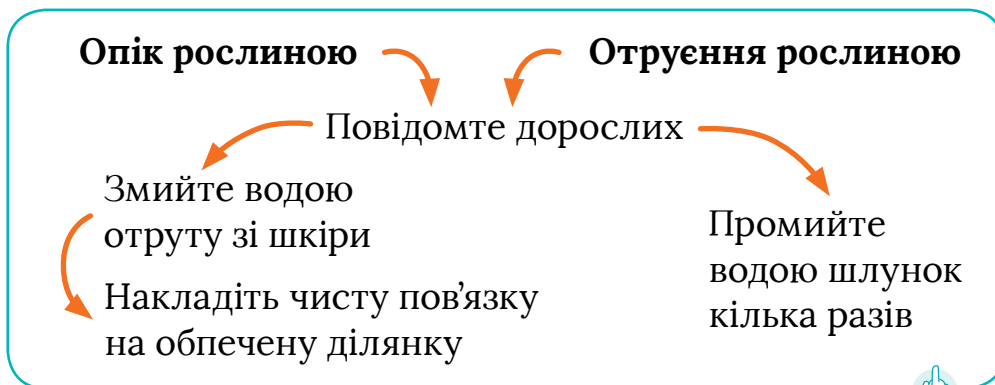 Опік рослиною
Отруєння рослиною
Повідомте дорослих
Змийте водою
отруту зі шкіри
Накладіть чисту пов’язку
на обпечену ділянку
Промийте
водою шлунок
кілька разів